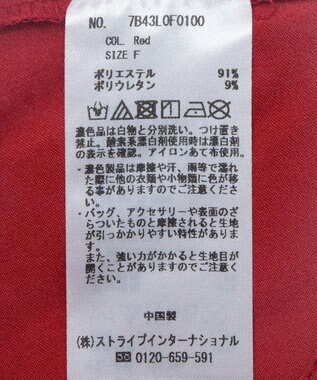 NO. 7B43L0F0100
COL. Red
SIZE F
ポリエステル 91%
ポリウレタン 9%
濃色品は白物と分別洗い。つけ置き
禁止。酸素系漂白剤使用時は漂白剤
の表示を確認。アイロンあて布使用。
・濃色製品は摩擦や汗、雨等で濡れ
た際に他の衣類や小物類に色が移
る事がありますのでご注意くださ
い。
・バッグ、アクセサリーや表面のざ
らついたものと摩擦されると生地
が引っかかりやすい特性がありま
す。
また、強い力がかかると生地目が
開くことがありますのでご注意く
ださい。
中国製
(株)ストライプインターナショナル
0120-659-591